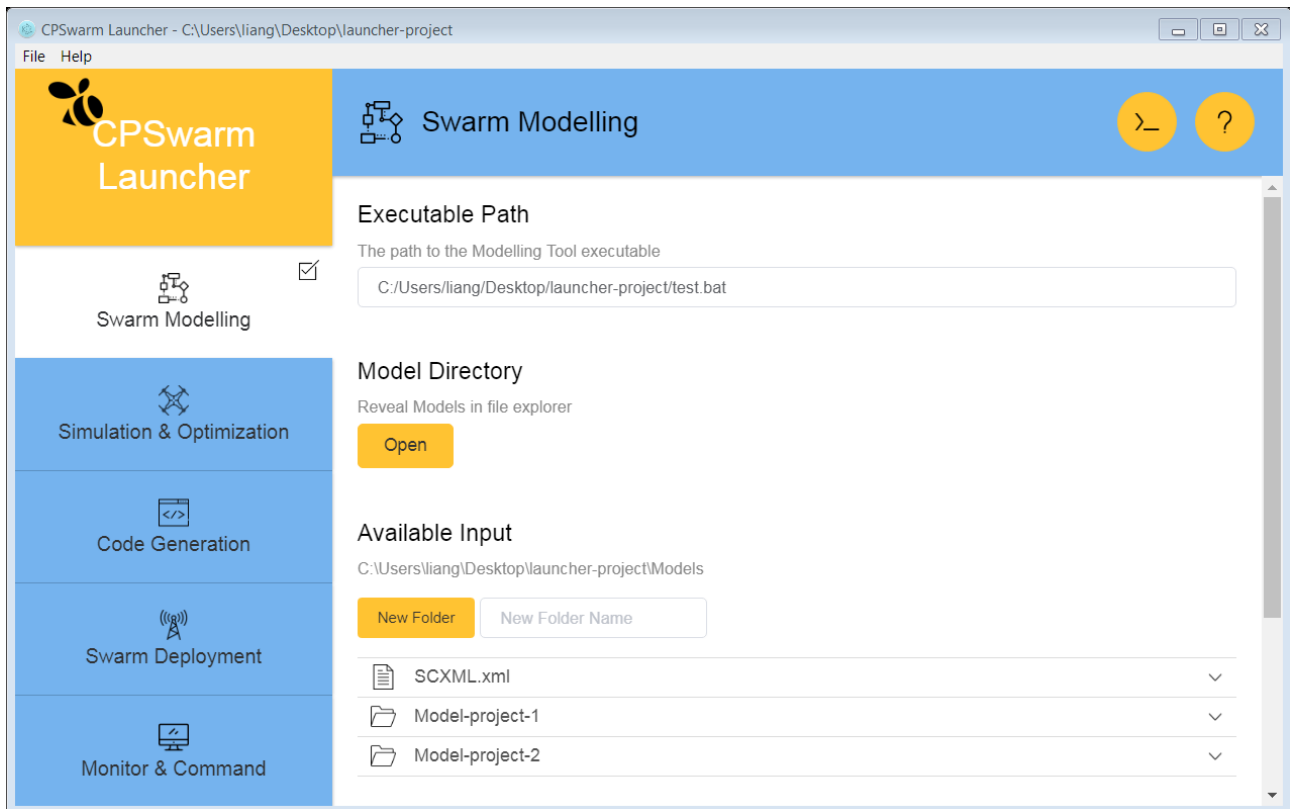 CPSwarm Launcher - C:\Users\liang\Desktop\launcher-project
File Help
CPSwarm
Launcher
Swarm Modelling
Simulation & Optimization
Code Generation
Swarm Deployment
Monitor & Command
Swarm Modelling
>_ ?
Executable Path
The path to the Modelling Tool executable
C:/Users/liang/Desktop/launcher-project/test.bat
Model Directory
Reveal Models in file explorer
Open
Available Input
C:\Users\liang\Desktop\launcher-project\Models
New Folder New Folder Name
SCXML.xml
Model-project-1
Model-project-2